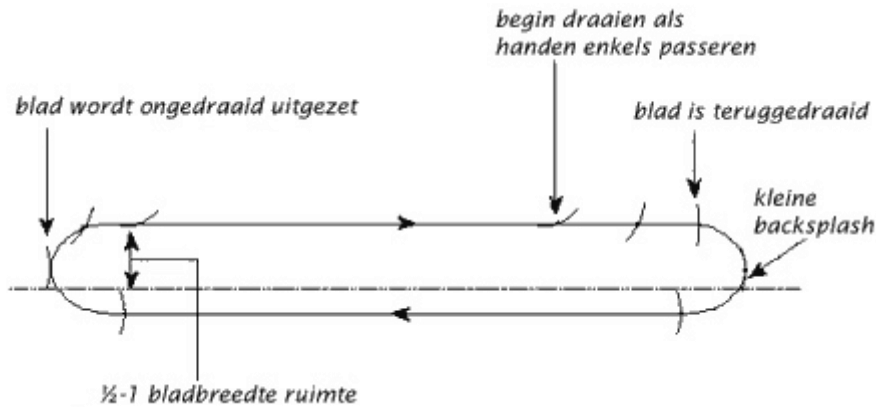 begin draaien als
handen enkels passeren
blad wordt ongedraaid uitgezet
blad is teruggedraaid
kleine
backsplash
½-1 bladbreedte ruimte